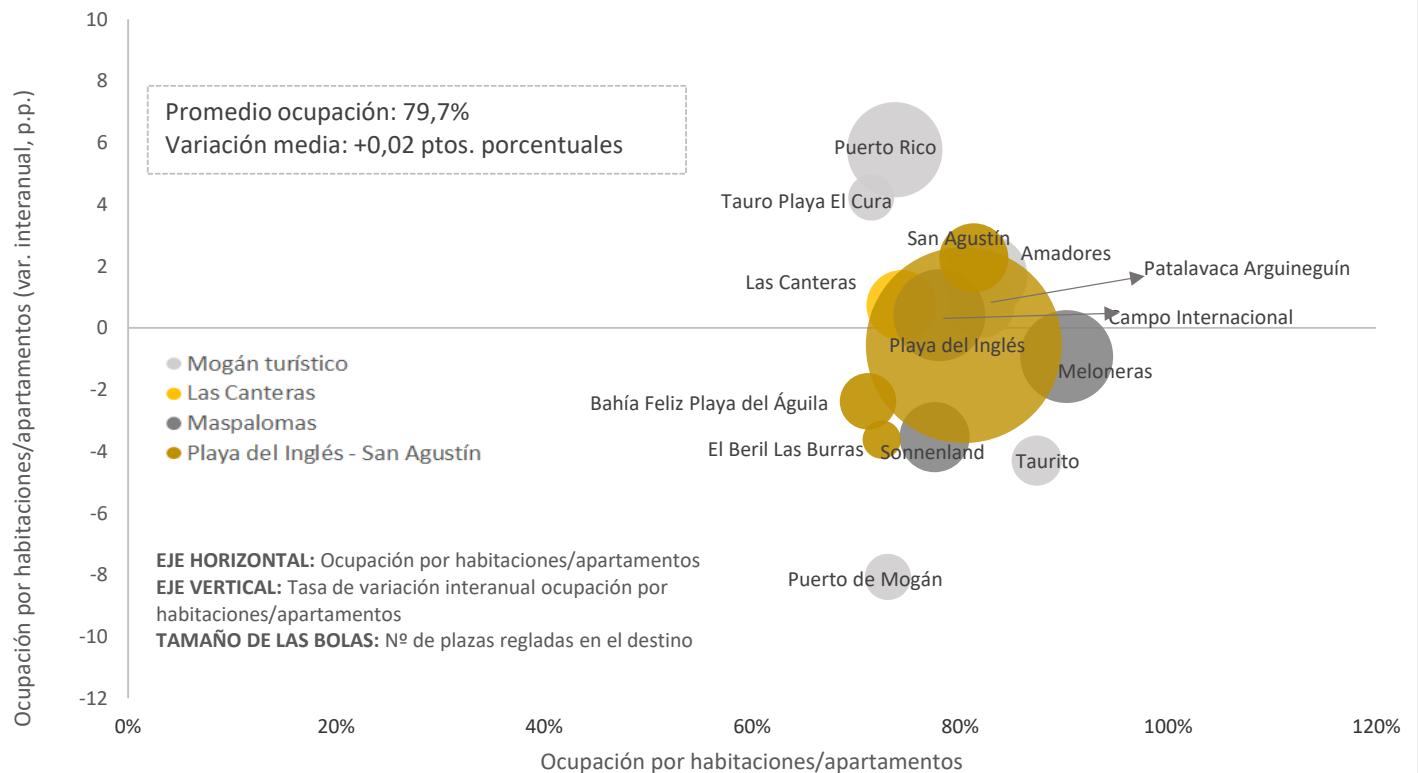 Ocupación por habitaciones/apartamentos (var. interanual, p.p.)
10
8
6
4
2
0
-2
-4
-6
-8
-10
-12
Promedio ocupación: 79,7%
Variación media: +0,02 ptos. porcentuales
Puerto Rico
Tauro Playa El Cura
San Agustín
Amadores
Patalavaca Arguineguín
Las Canteras
Campo Internacional
Playa del Inglés
Meloneras
Bahía Feliz Playa del Águila
El Beril Las Burras
Sonnenland
Taurito
Puerto de Mogán
Mogán turístico
Las Canteras
Maspalomas
Playa del Inglés - San Agustín
EJE HORIZONTAL: Ocupación por habitaciones/apartamentos
EJE VERTICAL: Tasa de variación interanual ocupación por
habitaciones/apartamentos
TAMAÑO DE LAS BOLAS: Nº de plazas regladas en el destino
0%
20%
40%
60%
80%
100%
120%
Ocupación por habitaciones/apartamentos